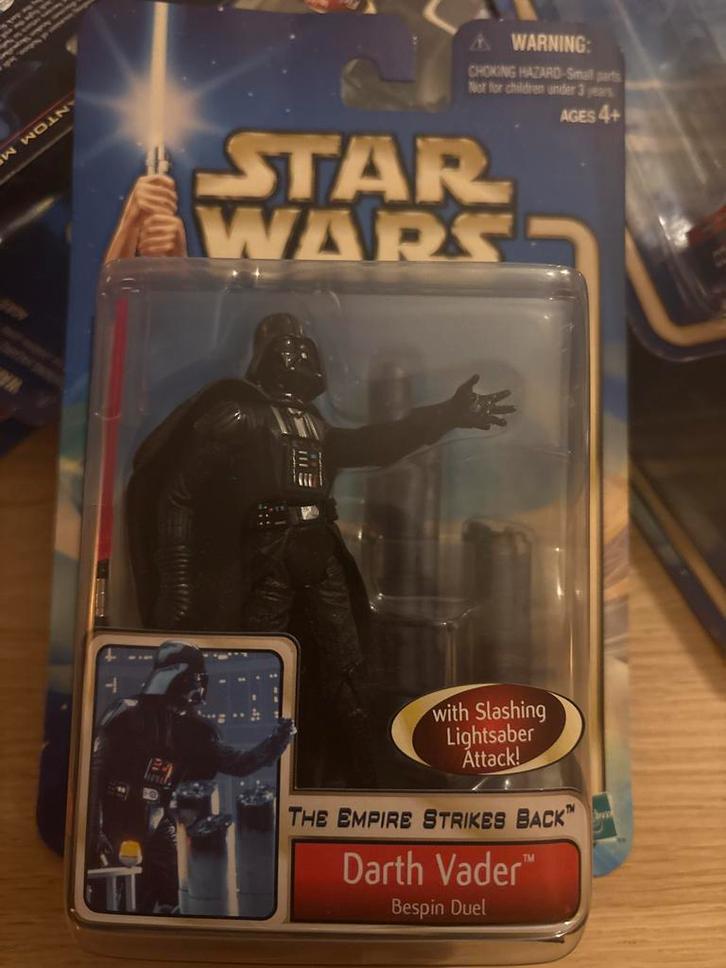 WARNING:
CHOKING HAZARD-Small parts
Not for children under 3 years.
AGES 4+
STAR
WARS
with Slashing
Lightsaber
Attack!
THE EMPIRE STRIKES BACK™
Darth Vader™
Bespin Duel